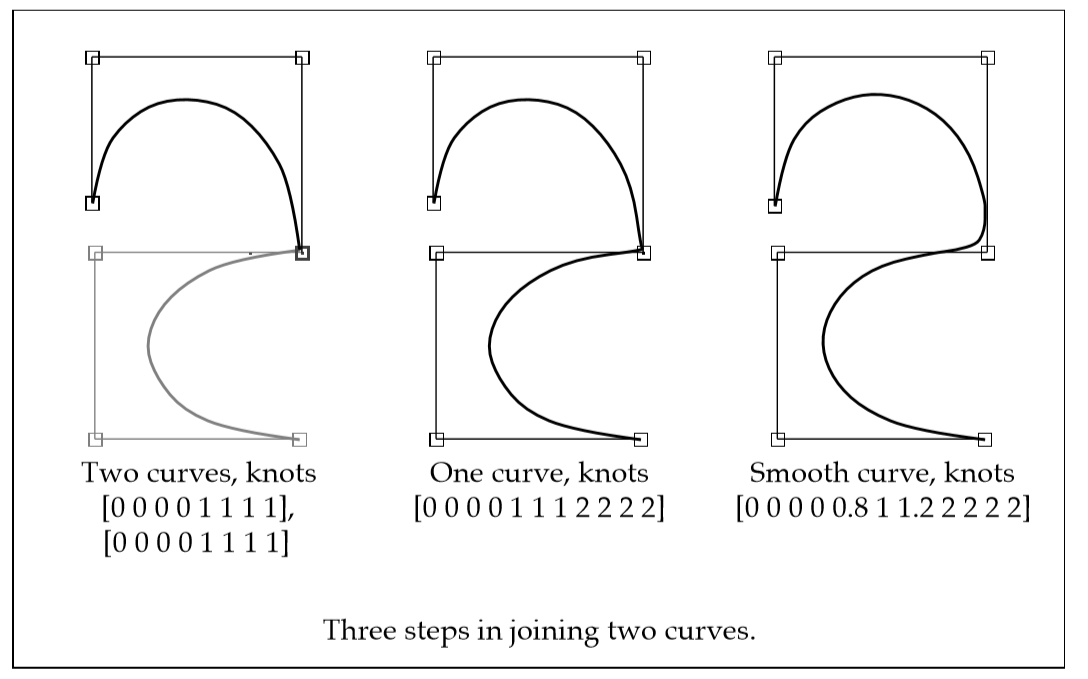 Two curves, knots
[0 0 0 0 1 1 1 1],
[0 0 0 0 1 1 1 1]
One curve, knots
[0 0 0 0 1 1 1 2 2 2 2]
Smooth curve, knots
[0 0 0 0 0.8 1 1.2 2 2 2 2]
Three steps in joining two curves.